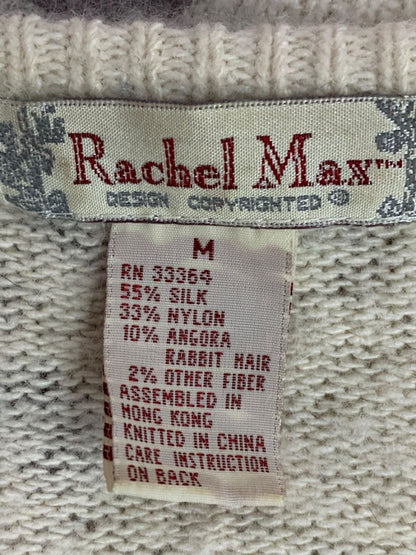 Rachel Max™
DESIGN COPYRIGHTED ©
M
RN 33364
55% SILK
33% NYLON
10% ANGORA
RABBIT HAIR
2% OTHER FIBER
ASSEMBLED IN
HONG KONG
KNITTED IN CHINA
CARE INSTRUCTION
ON BACK